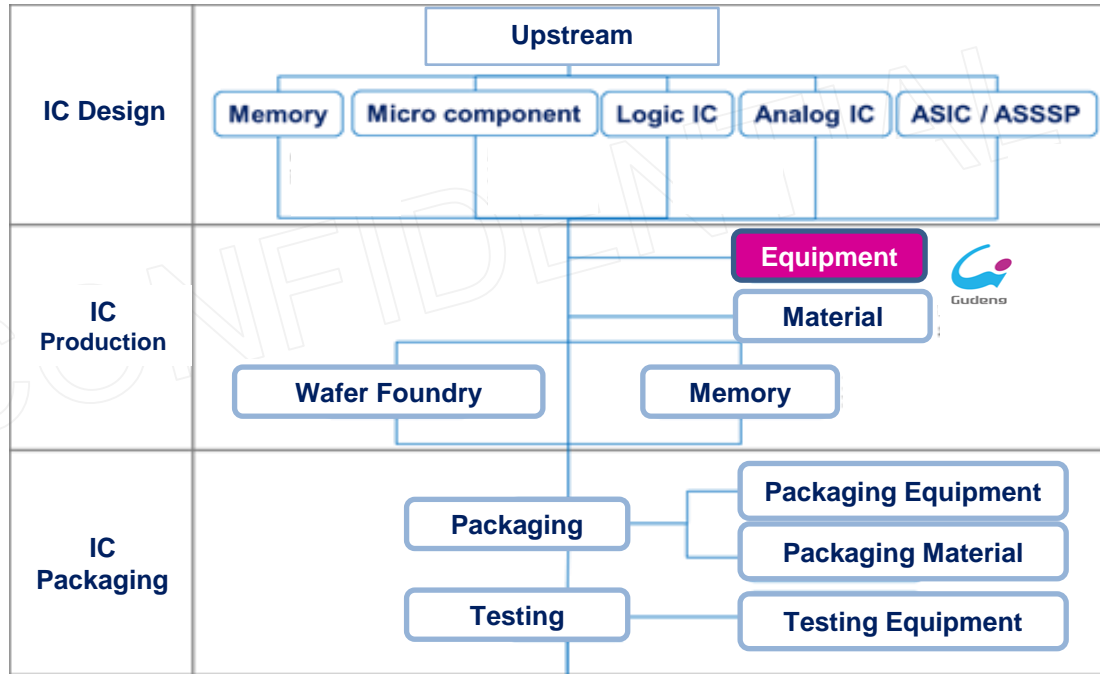 Upstream
IC Design
Memory
Micro component
Logic IC
Analog IC
ASIC / ASSSP
CONFIDENTIAL
IC
Production
Equipment
Gudeng
Material
Wafer Foundry
Memory
IC
Packaging
Packaging
Packaging Equipment
Packaging Material
Testing
Testing Equipment